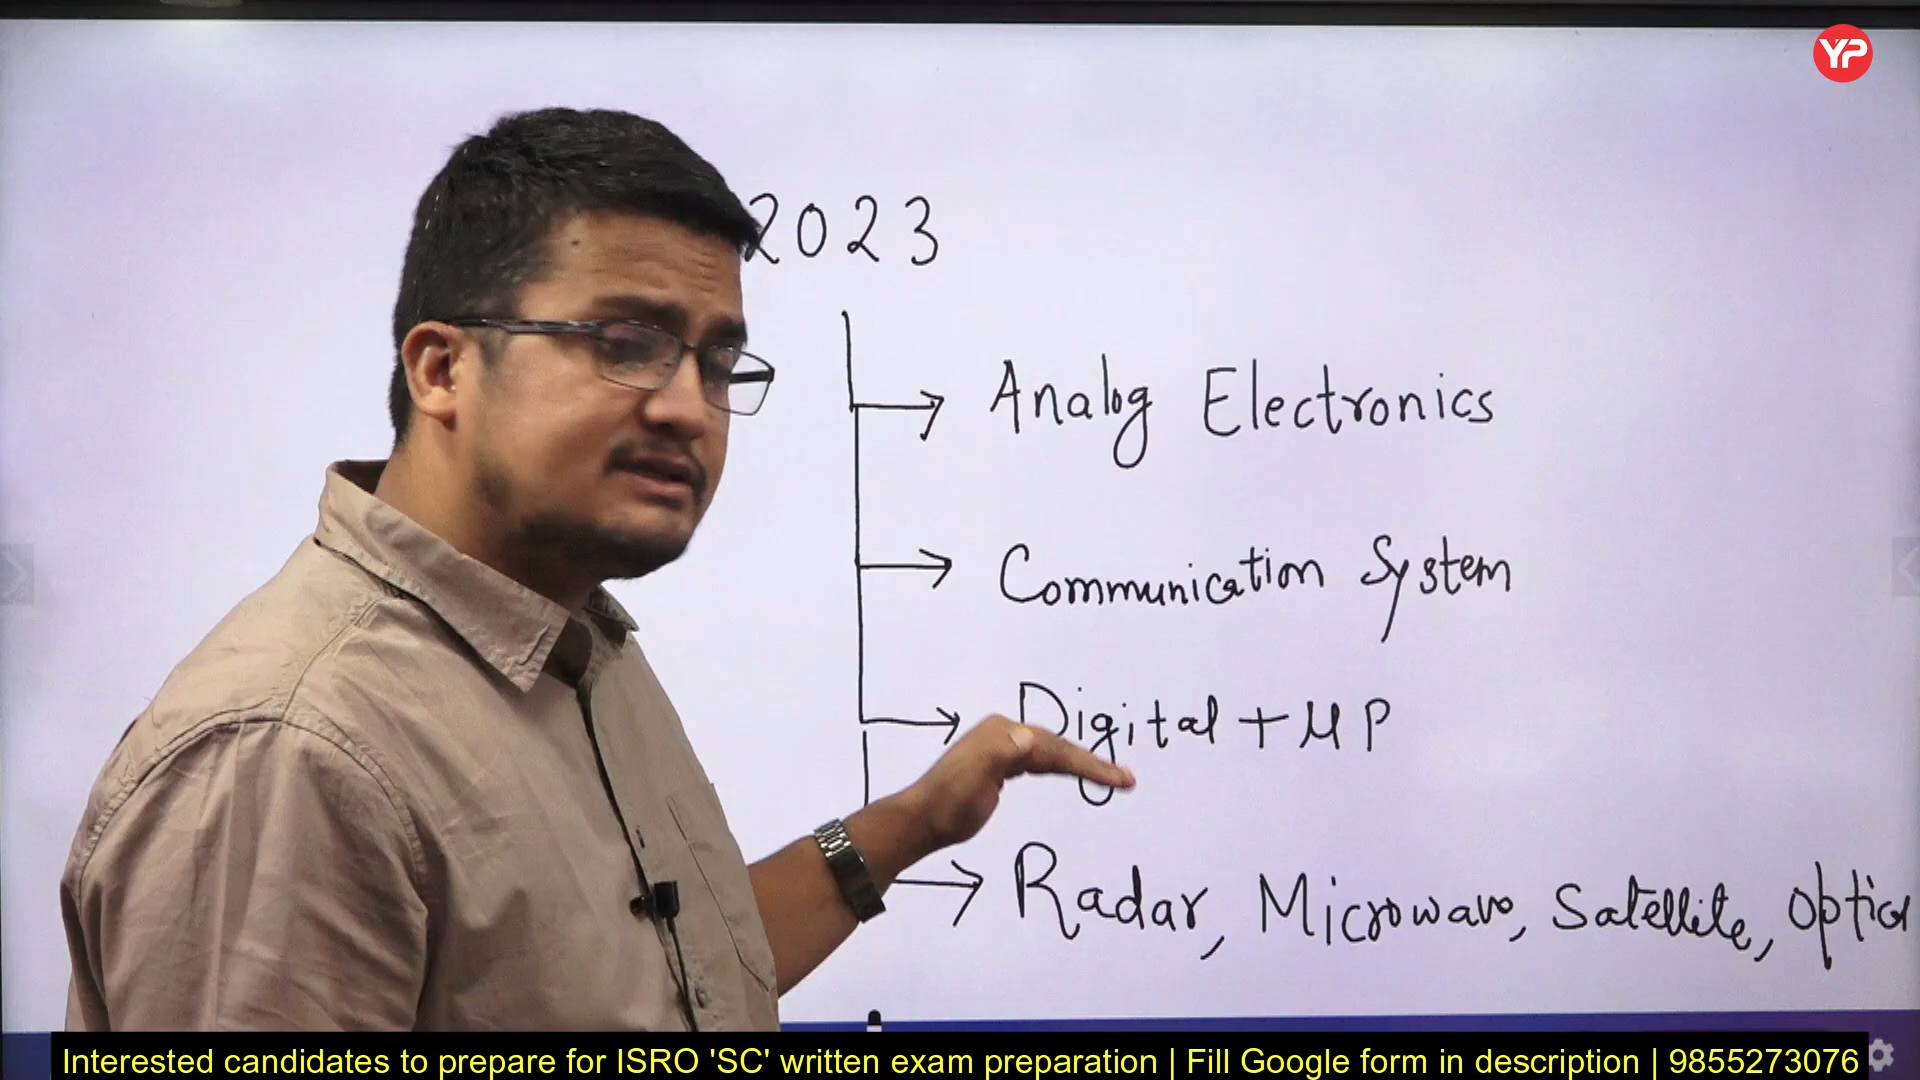 YP
2023
Analog Electronics
Communication System
Digital + μP
Radar, Microwave, Satellite, optical
Interested candidates to prepare for ISRO 'SC' written exam preparation | Fill Google form in description | 9855273076